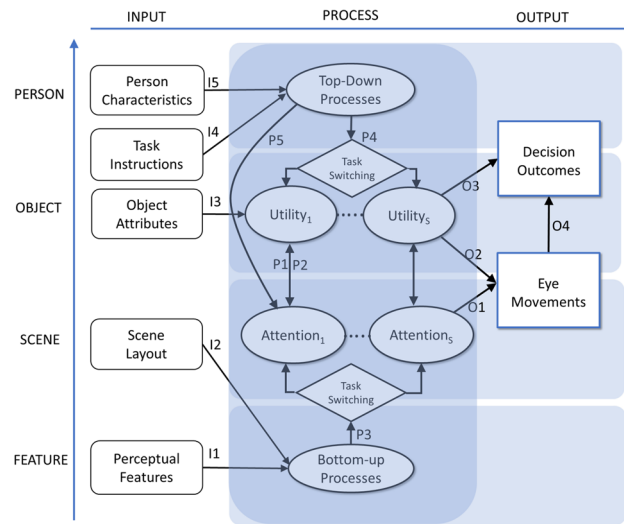 INPUT
PROCESS
OUTPUT
PERSON
OBJECT
SCENE
FEATURE
Person
Characteristics
I5
Task
Instructions
I4
Object
Attributes
I3
Scene
Layout
I2
Perceptual
Features
I1
Top-Down
Processes
P5
P4
Task
Switching
Utility1
Utilitys
P1
P2
Attention1
Attentions
Task
Switching
P3
Bottom-up
Processes
O3
O2
O1
Decision
Outcomes
O4
Eye
Movements